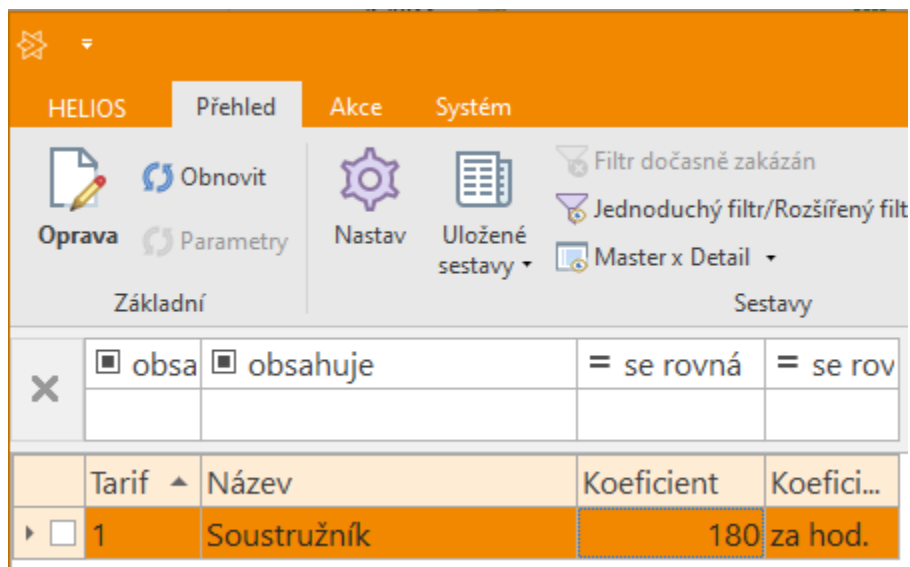 HELIOS Přehled Akce Systém
Oprava
Obnovit
Parametry
Základní
Nastav
Uložené
sestavy
Filtr dočasně zakázán
Jednoduchý filtr/Rozšířený filt
Master x Detail
Sestavy
obsa obsahuje = se rovná = se rov
Tarif Název Koeficient Koefici...
1 Soustružník 180 za hod.